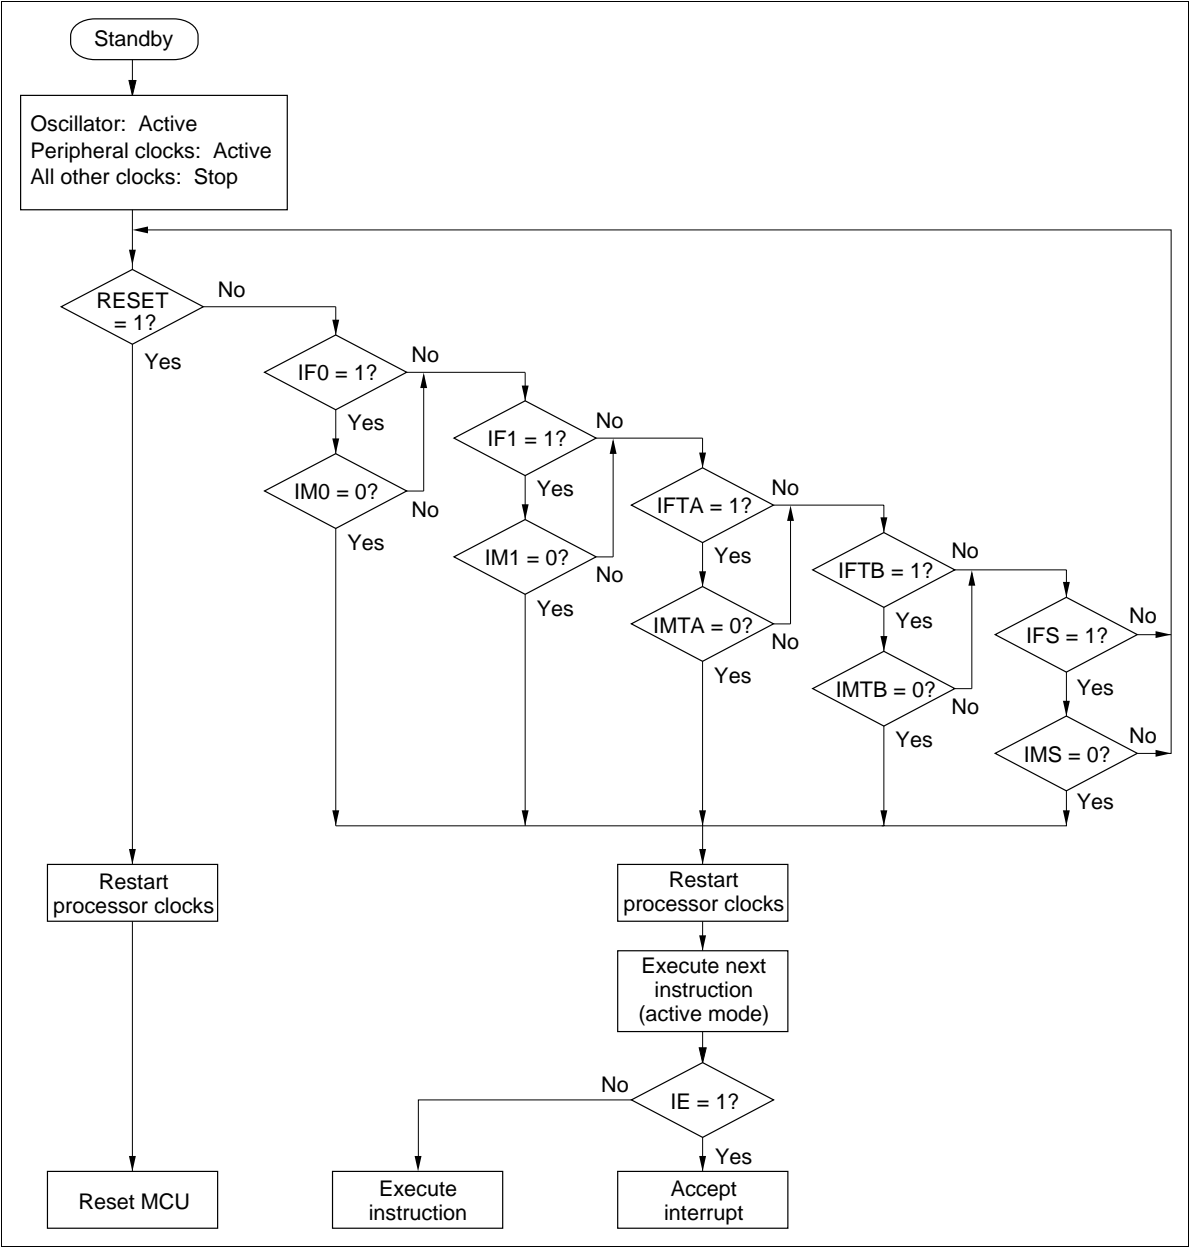 Standby
Oscillator: Active
Peripheral clocks: Active
All other clocks: Stop
RESET
= 1?
No
Yes
IF0 = 1?
No
Yes
IM0 = 0?
No
Yes
IF1 = 1?
No
Yes
IM1 = 0?
No
Yes
IFTA = 1?
No
Yes
IMTA = 0?
No
Yes
IFTB = 1?
No
Yes
IMTB = 0?
No
Yes
IFS = 1?
No
Yes
IMS = 0?
No
Yes
Restart
processor clocks
Restart
processor clocks
Execute next
instruction
(active mode)
No
IE = 1?
Yes
Reset MCU
Execute
instruction
Accept
interrupt